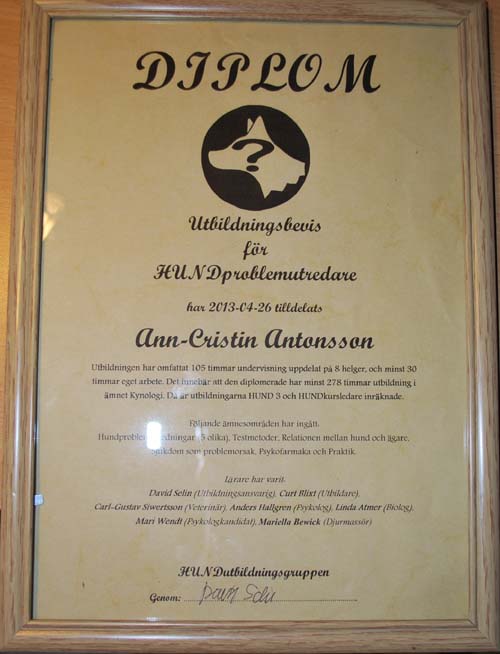 DIPLOM
?
Utbildningsbevis
för
HUNDproblemutredare
har 2013-04-26 tilldelats
Ann-Cristin Antonsson
Utbildningen har omfattat 105 timmar undervisning uppdelat på 8 helger, och minst 30
timmar eget arbete. Det innebär att den diplomerade har minst 278 timmar utbildning i
ämnet Kynologi. Då är utbildningarna HUND 3 och HUNDkursledare inräknade.
Följande ämnesområden har ingått.
(5 olika), Testmetoder, Relationen mellan hund och ägare,
Sjukdom som problemorsak, Psykofarmaka och Praktik.
Lärare har varit.
David Selin (Utbildningsansvarig), Curt Blixt (Utbildare),
Carl-Gustav Siwertsson (Veterinär), Anders Hallgren (Psykolog), Linda Atmer (Biolog),
Mari Wendt (Psykologkandidat), Mariella Bewick (Djurmassör)
HUNDutbildningsgruppen
Genom: David Selin